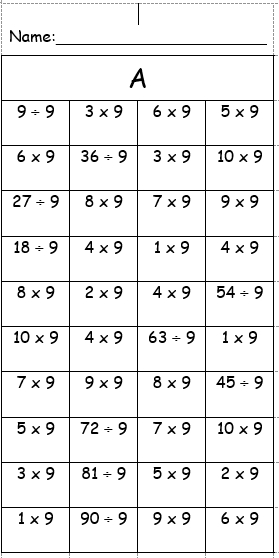 Name:
A
9 ÷ 9 3 x 9 6 x 9 5 x 9
6 x 9 36 ÷ 9 3 x 9 10 x 9
27 ÷ 9 8 x 9 7 x 9 9 x 9
18 ÷ 9 4 x 9 1 x 9 4 x 9
8 x 9 2 x 9 4 x 9 54 ÷ 9
10 x 9 4 x 9 63 ÷ 9 1 x 9
7 x 9 9 x 9 8 x 9 45 ÷ 9
5 x 9 72 ÷ 9 7 x 9 10 x 9
3 x 9 81 ÷ 9 5 x 9 2 x 9
1 x 9 90 ÷ 9 9 x 9 6 x 9